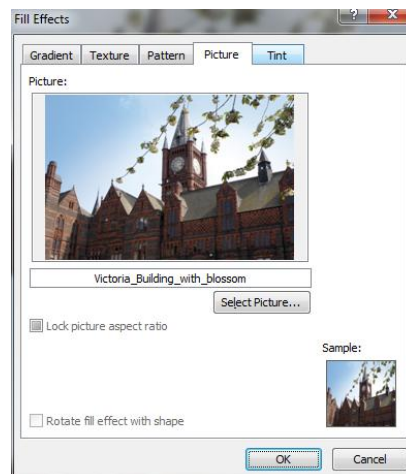 Fill Effects
Gradient Texture Pattern Picture Tint
Picture:
Victoria_Building_with_blossom
Select Picture...
Lock picture aspect ratio
Sample:
Rotate fill effect with shape
OK Cancel